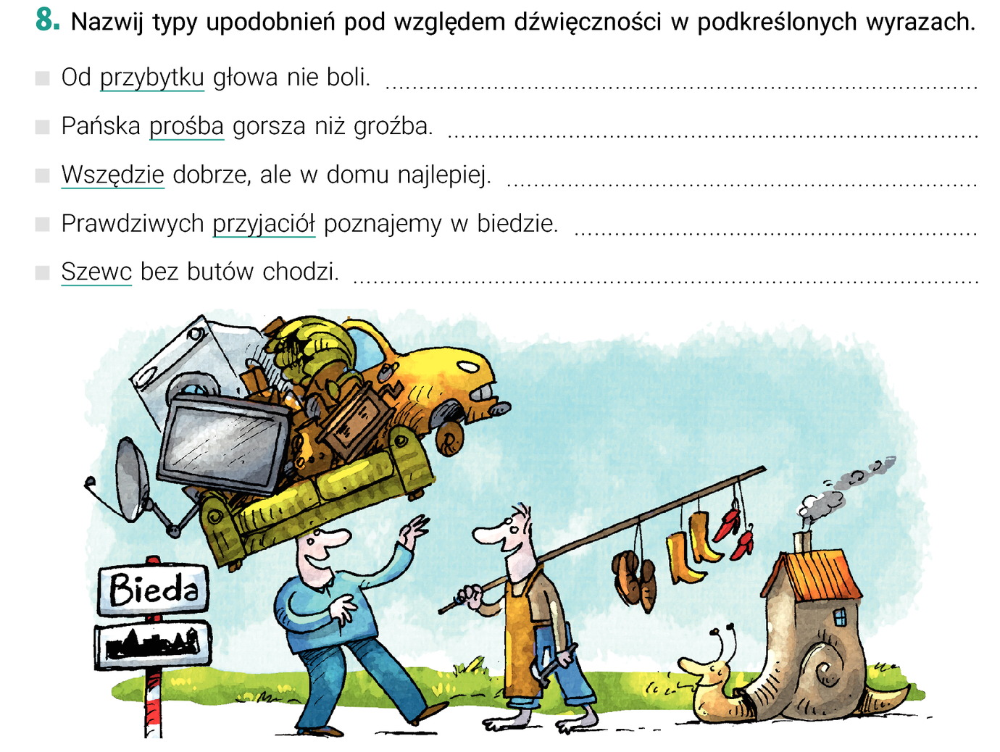 8. Nazwij typy upodobnień pod względem dźwięczności w podkreślonych wyrazach.
Od przybytku głowa nie boli. ........................................
Pańska prośba gorsza niż groźba. ........................................
Wszędzie dobrze, ale w domu najlepiej. ........................................
Prawdziwych przyjaciół poznajemy w biedzie. ........................................
Szewc bez butów chodzi. ........................................
Bieda